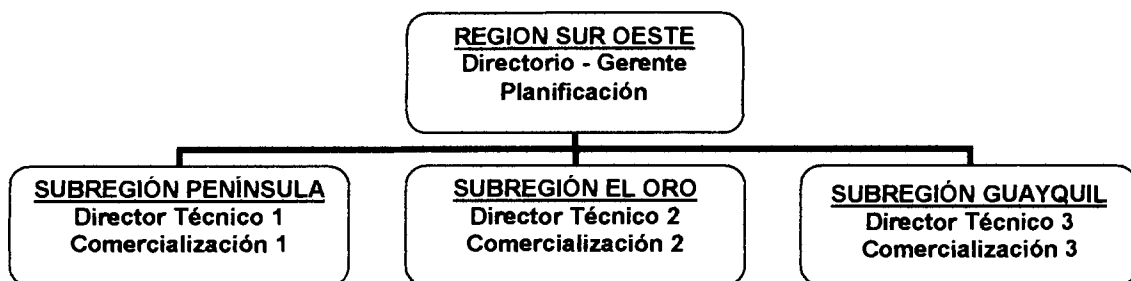 REGION SUR OESTE
Directorio - Gerente
Planificación
SUBREGIÓN PENÍNSULA
Director Técnico 1
Comercialización 1
SUBREGIÓN EL ORO
Director Técnico 2
Comercialización 2
SUBREGIÓN GUAYQUIL
Director Técnico 3
Comercialización 3